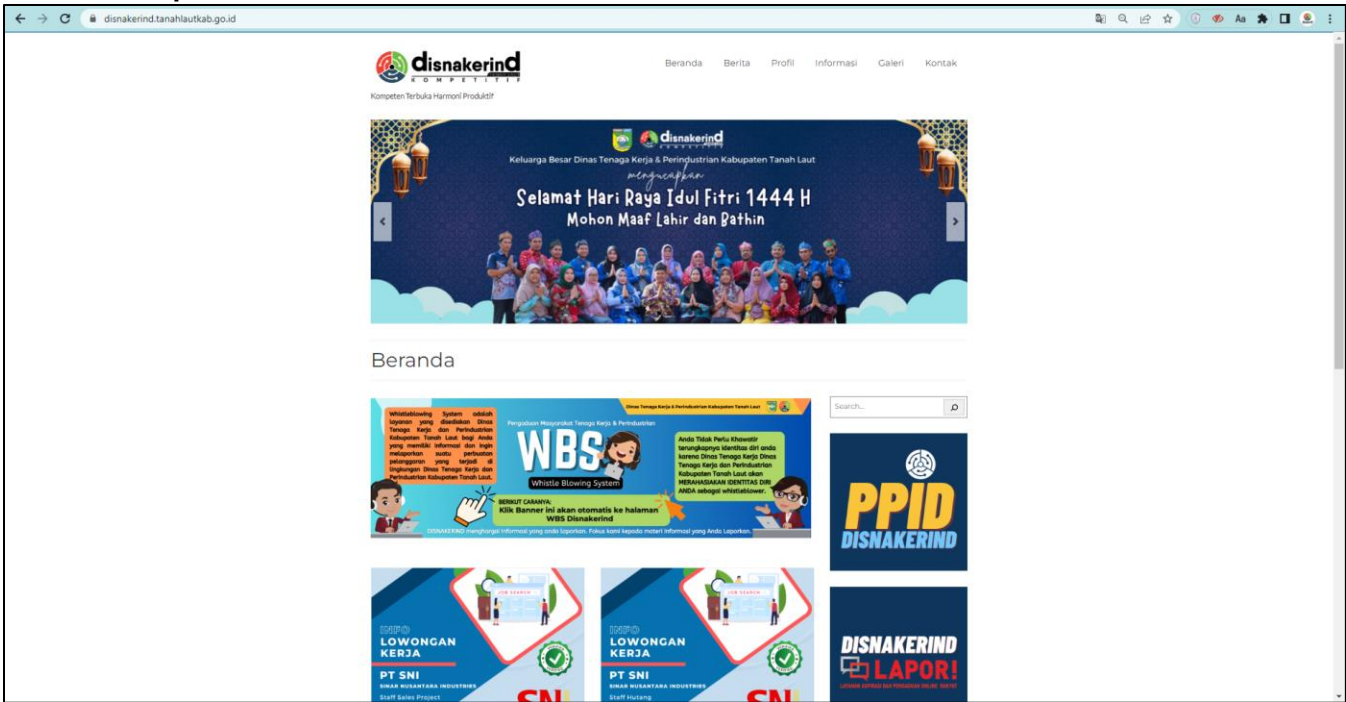 disnakerind.tanahlautkab.go.id
Aa
disnakerind
KOMPETITIF
Kompeten Terbuka Harmoni Produktif
Beranda Berita Profil Informasi Galeri Kontak
disnakerind
Keluarga Besar Dinas Tenaga Kerja & Perindustrian Kabupaten Tanah Laut
mengucapkan
Selamat Hari Raya Idul Fitri 1444 H
Mohon Maaf Lahir dan Bathin
Beranda
Dinas Tenaga Kerja & Perindustrian Kabupaten Tanah Laut
Whistleblowing System adalah
layanan yang disediakan Dinas
Tenaga Kerja dan Perindustrian
Kabupaten Tanah Laut bagi Anda
yang memiliki informasi dan ingin
melaporkan suatu perbuatan
pelanggaran yang terjadi di
lingkungan Dinas Tenaga Kerja dan
Perindustrian Kabupaten Tanah Laut.
Pengaduan Masyarakat Tenaga Kerja & Perindustrian
WBS
Whistle Blowing System
Anda Tidak Perlu Khawatir
terungkapnya identitas diri anda
karena Dinas Tenaga Kerja Dinas
Tenaga Kerja dan Perindustrian
Kabupaten Tanah Laut akan
MERAHASIAKAN IDENTITAS DIRI
ANDA sebagai whistleblower.
BERIKUT CARANYA:
Klik Banner ini akan otomatis ke halaman
WBS Disnakerind
DISNAKERIND menghargai informasi yang anda laporkan. Fokus kami kepada materi informasi yang Anda Laporkan.
Search...
PPID
DISNAKERIND
JOB SEARCH
INFO
LOWONGAN
KERJA
PT SNI
SINAR NUSANTARA INDUSTRIES
Staff Sales Project
SNI
JOB SEARCH
INFO
LOWONGAN
KERJA
PT SNI
SINAR NUSANTARA INDUSTRIES
Staff Hutang
SNI
DISNAKERIND
LAPOR!